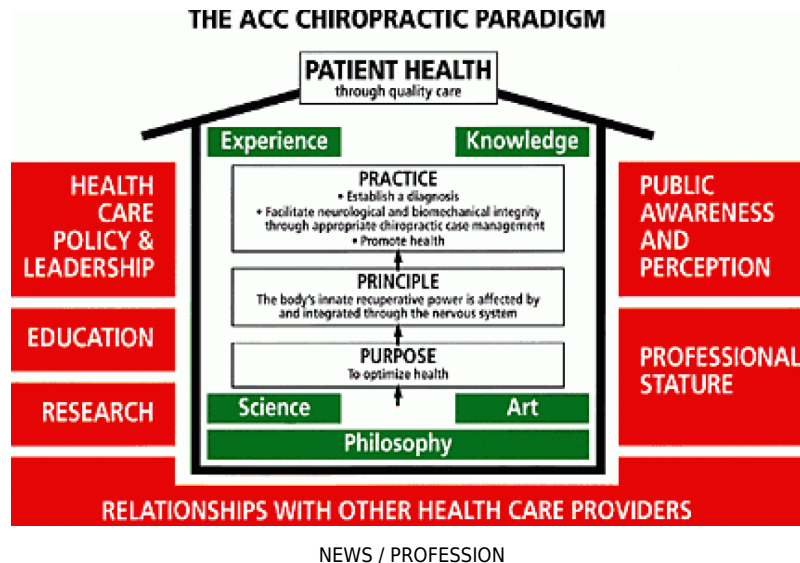 THE ACC CHIROPRACTIC PARADIGM
PATIENT HEALTH
through quality care
Experience
Knowledge
PRACTICE
• Establish a diagnosis
• Facilitate neurological and biomechanical integrity
through appropriate chiropractic case management
• Promote health
PRINCIPLE
The body's innate recuperative power is affected by
and integrated through the nervous system
PURPOSE
To optimize health
Science
Art
Philosophy
HEALTH
CARE
POLICY &
LEADERSHIP
EDUCATION
RESEARCH
PUBLIC
AWARENESS
AND
PERCEPTION
PROFESSIONAL
STATURE
RELATIONSHIPS WITH OTHER HEALTH CARE PROVIDERS
NEWS / PROFESSION